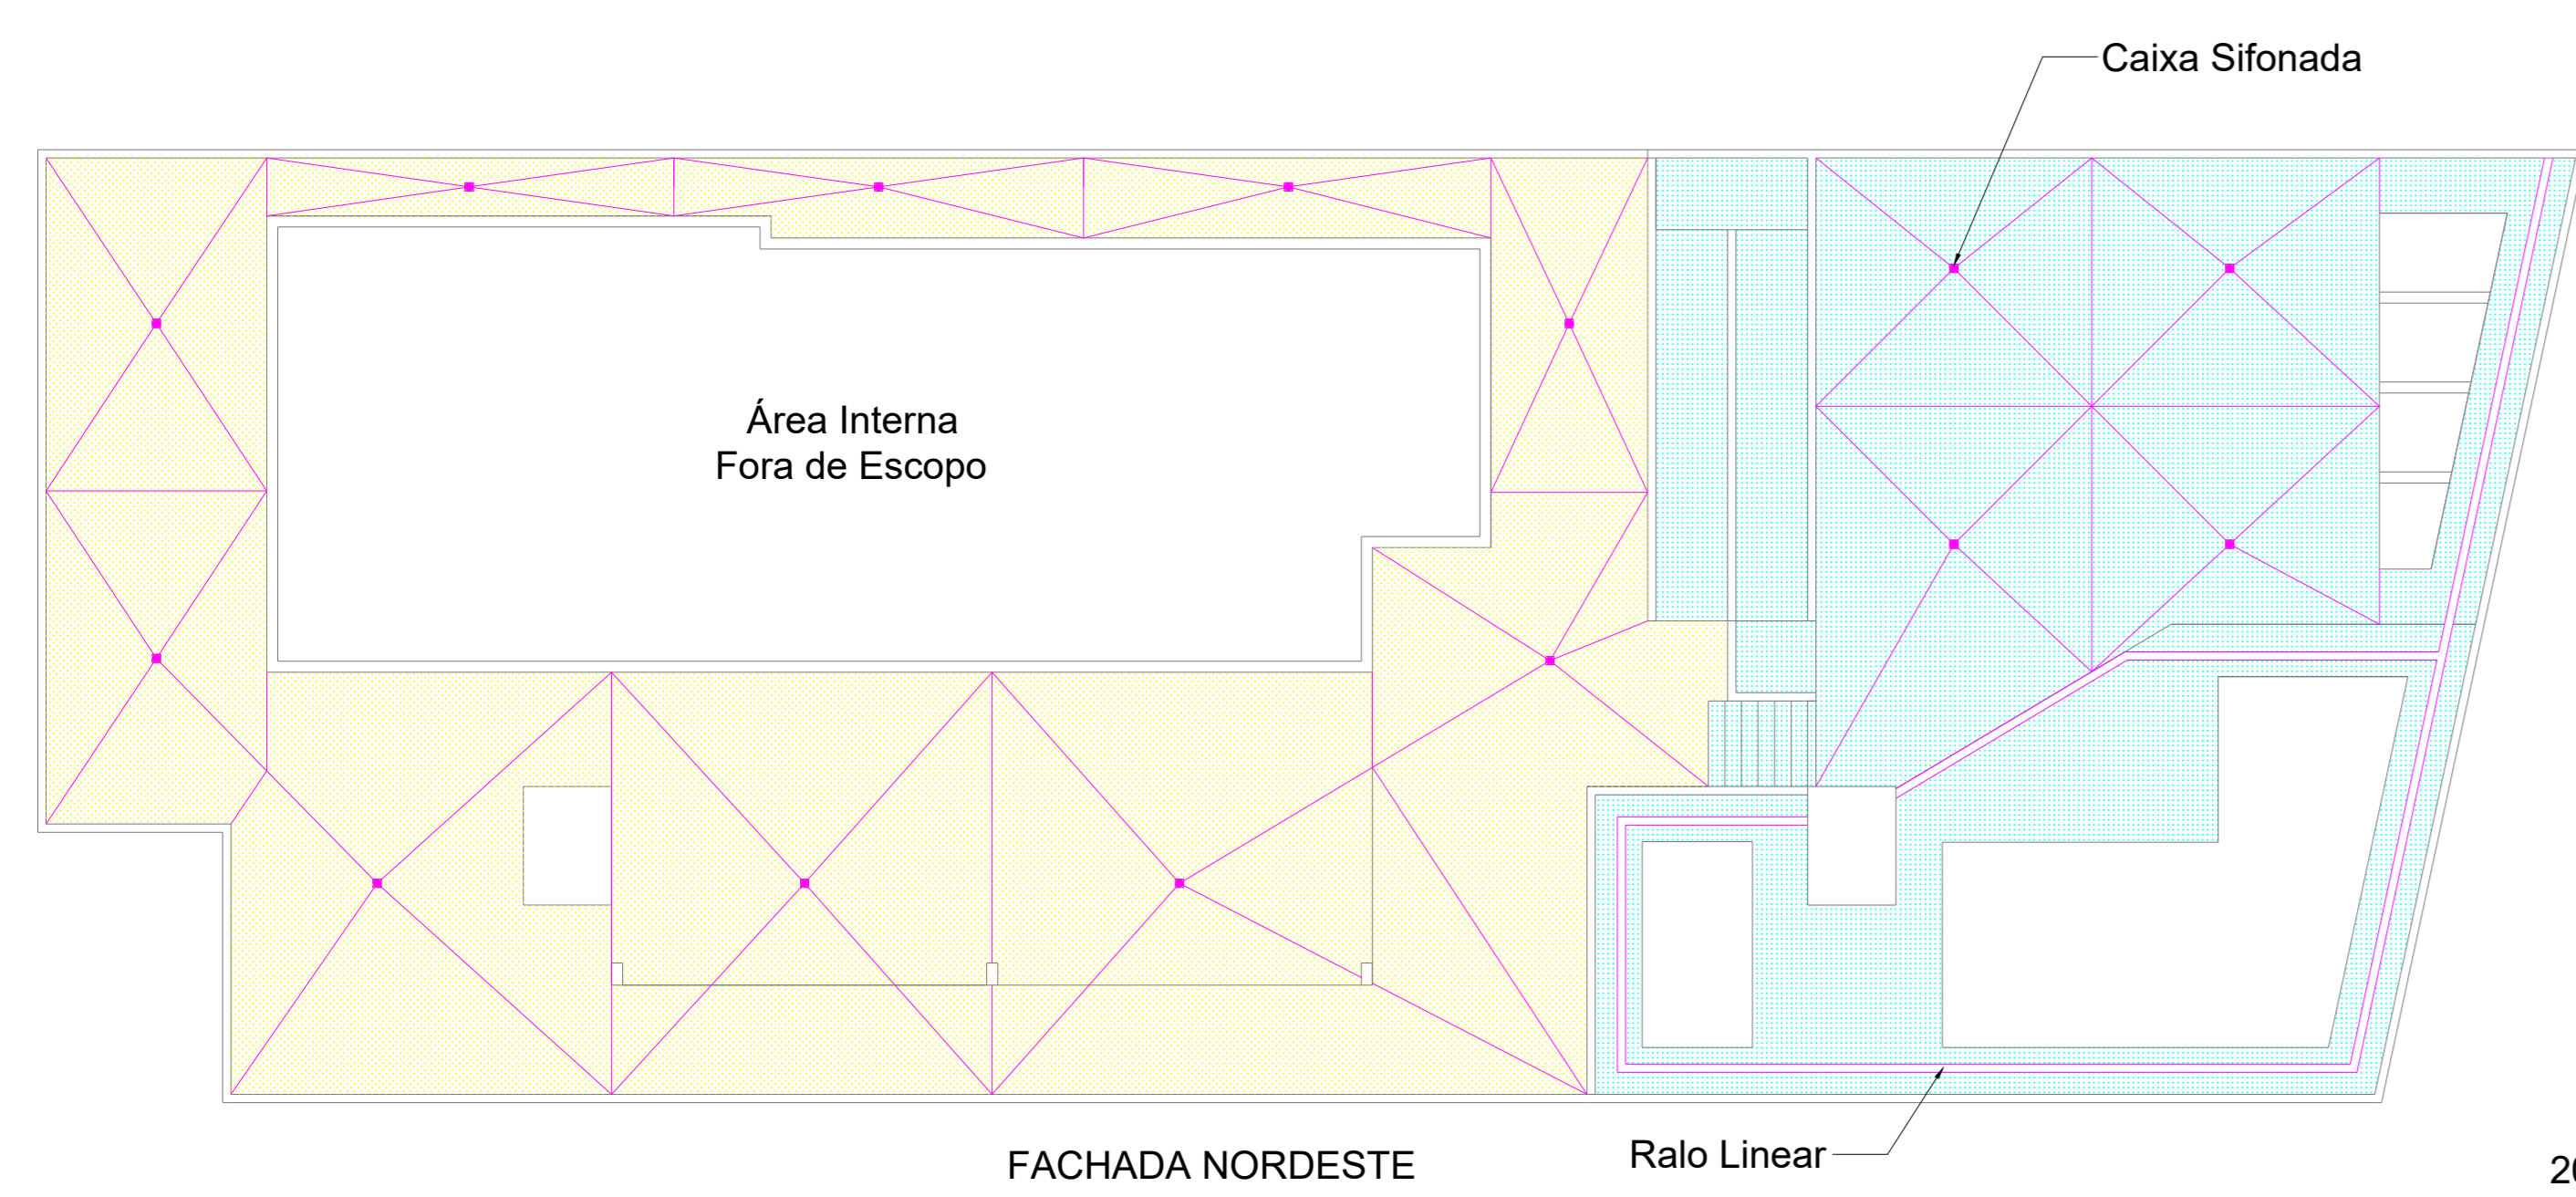 Caixa Sifonada
Área Interna
Fora de Escopo
Ralo Linear
FACHADA NORDESTE